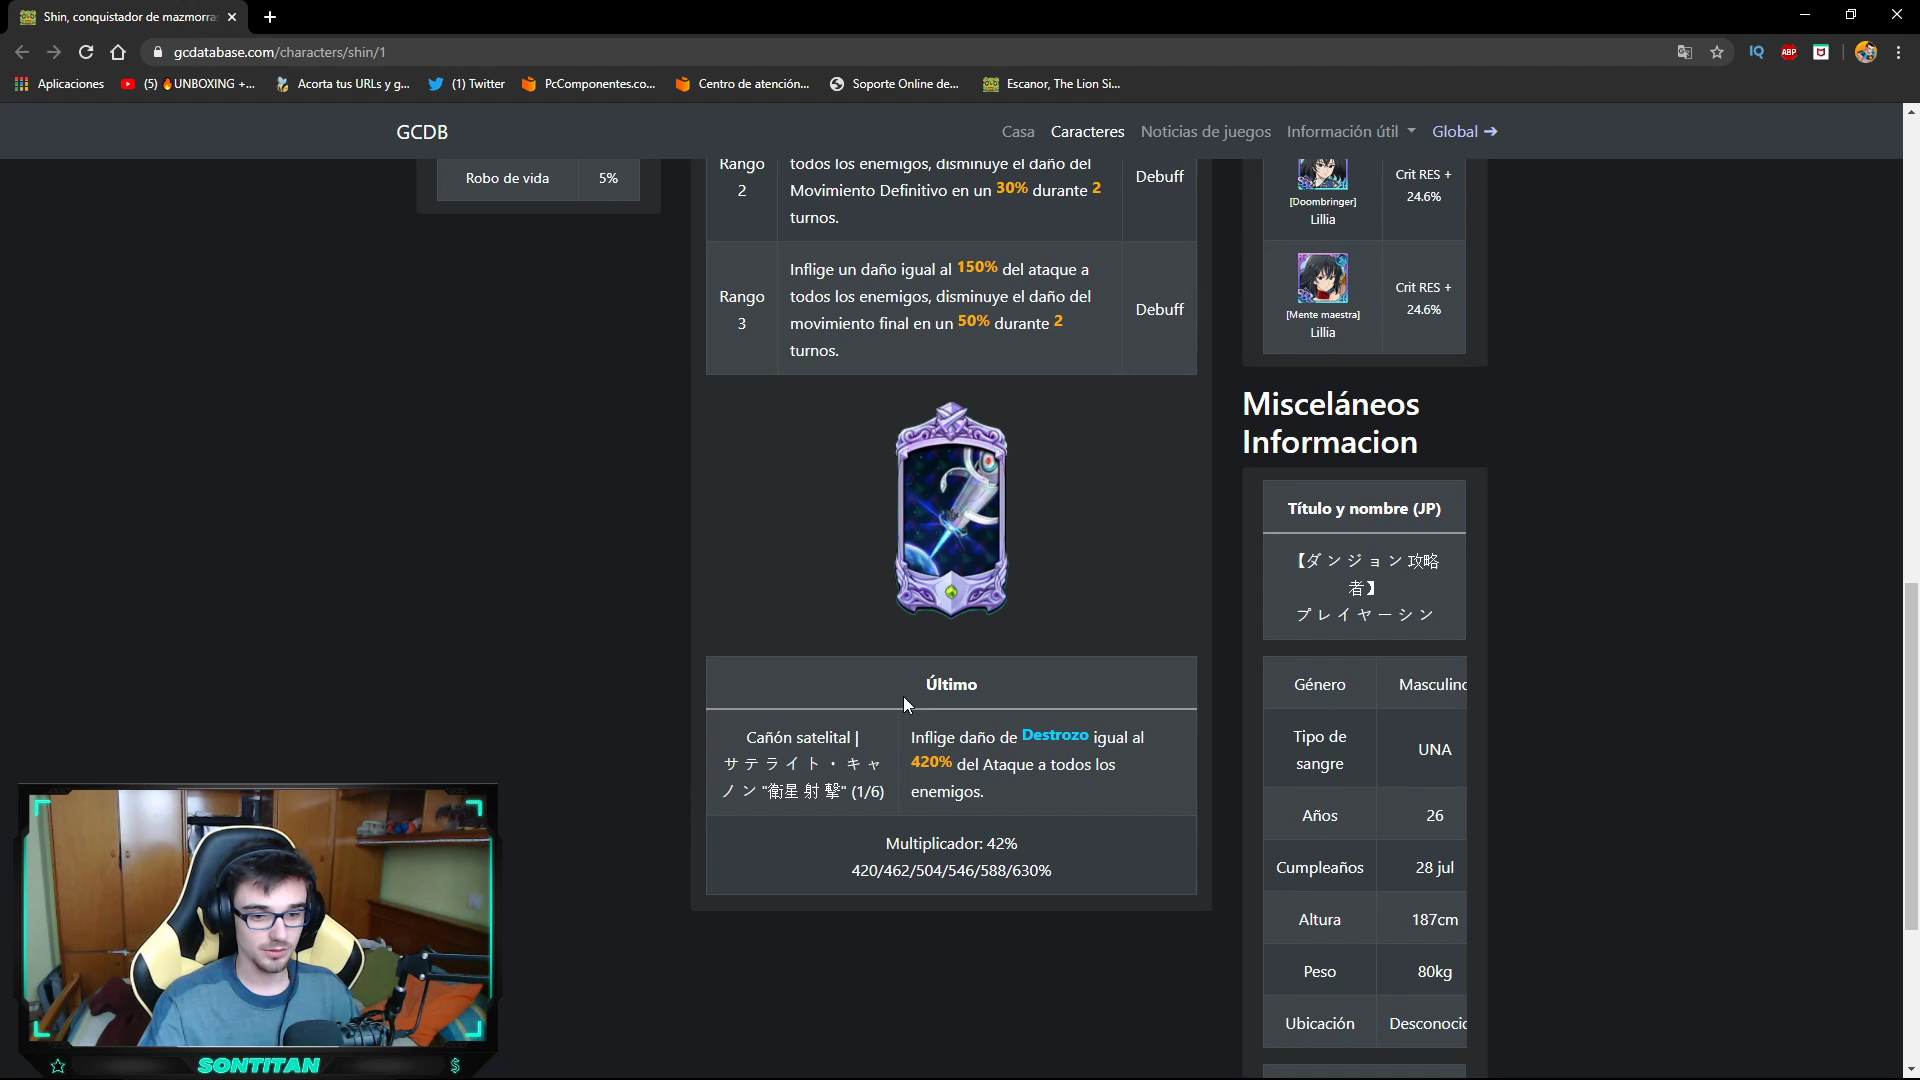 Shin, conquistador de mazmorra
gcdatabase.com/characters/shin/1
IQ
ABP
Aplicaciones
(5) 🔥UNBOXING +...
Acorta tus URLs y g...
(1) Twitter
PcComponentes.co...
Centro de atención...
Soporte Online de...
Escanor, The Lion Si...
GCDB
Casa
Caracteres
Noticias de juegos
Información útil
Global ➔
Robo de vida
5%
Rango
2
todos los enemigos, disminuye el daño del
Movimiento Definitivo en un 30% durante 2
turnos.
Debuff
Rango
3
Inflige un daño igual al 150% del ataque a
todos los enemigos, disminuye el daño del
movimiento final en un 50% durante 2
turnos.
Debuff
Último
Cañón satelital |
サテライト・キャ
ノン "衛星射撃" (1/6)
Inflige daño de Destrozo igual al
420% del Ataque a todos los
enemigos.
Multiplicador: 42%
420/462/504/546/588/630%
[Doombringer]
Lillia
Crit RES +
24.6%
[Mente maestra]
Lillia
Crit RES +
24.6%
Misceláneos
Informacion
Título y nombre (JP)
【ダンジョン攻略
者】
プレイヤーシン
Género
Masculino
Tipo de
sangre
UNA
Años
26
Cumpleaños
28 jul
Altura
187cm
Peso
80kg
Ubicación
Desconocid
SONTITAN
$